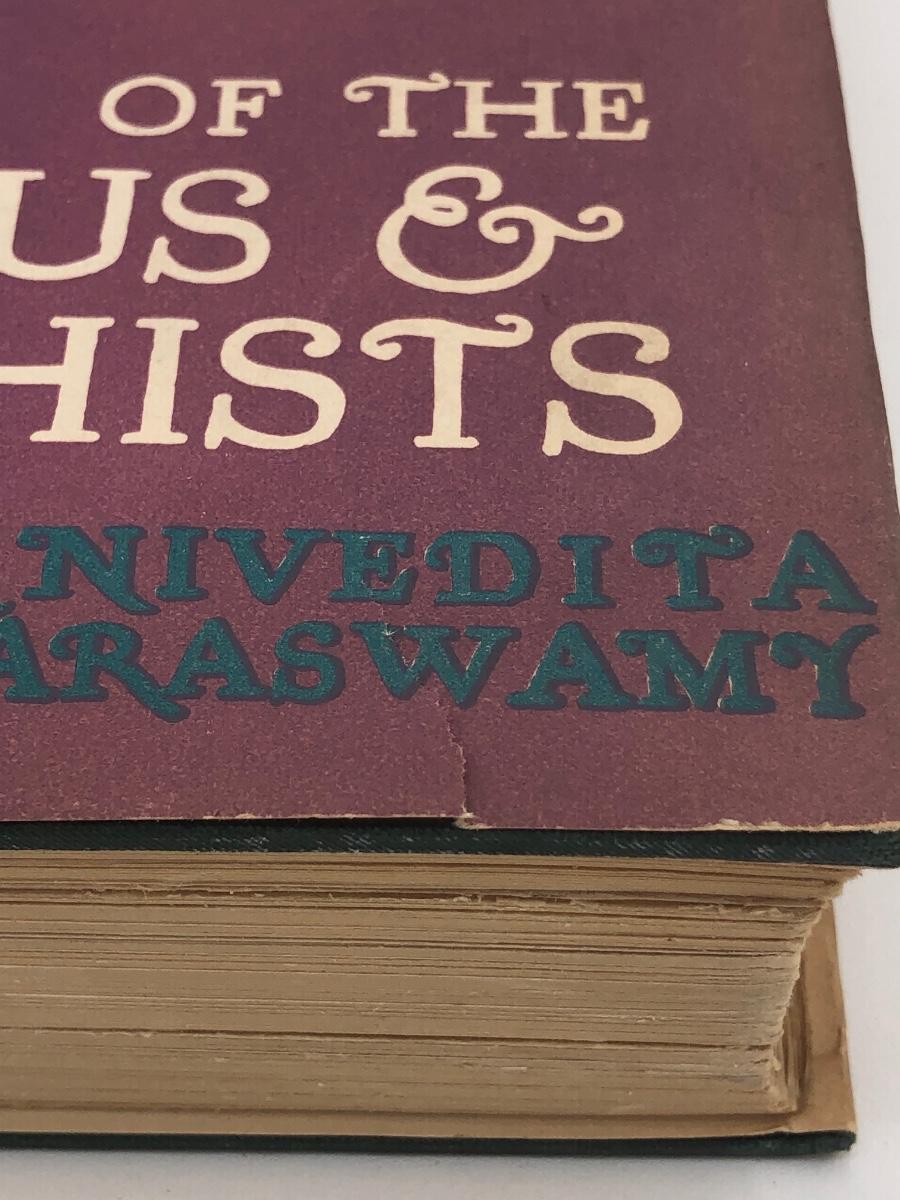 OF THE
US &
HISTS
NIVEDITA
ĀRASWAMY